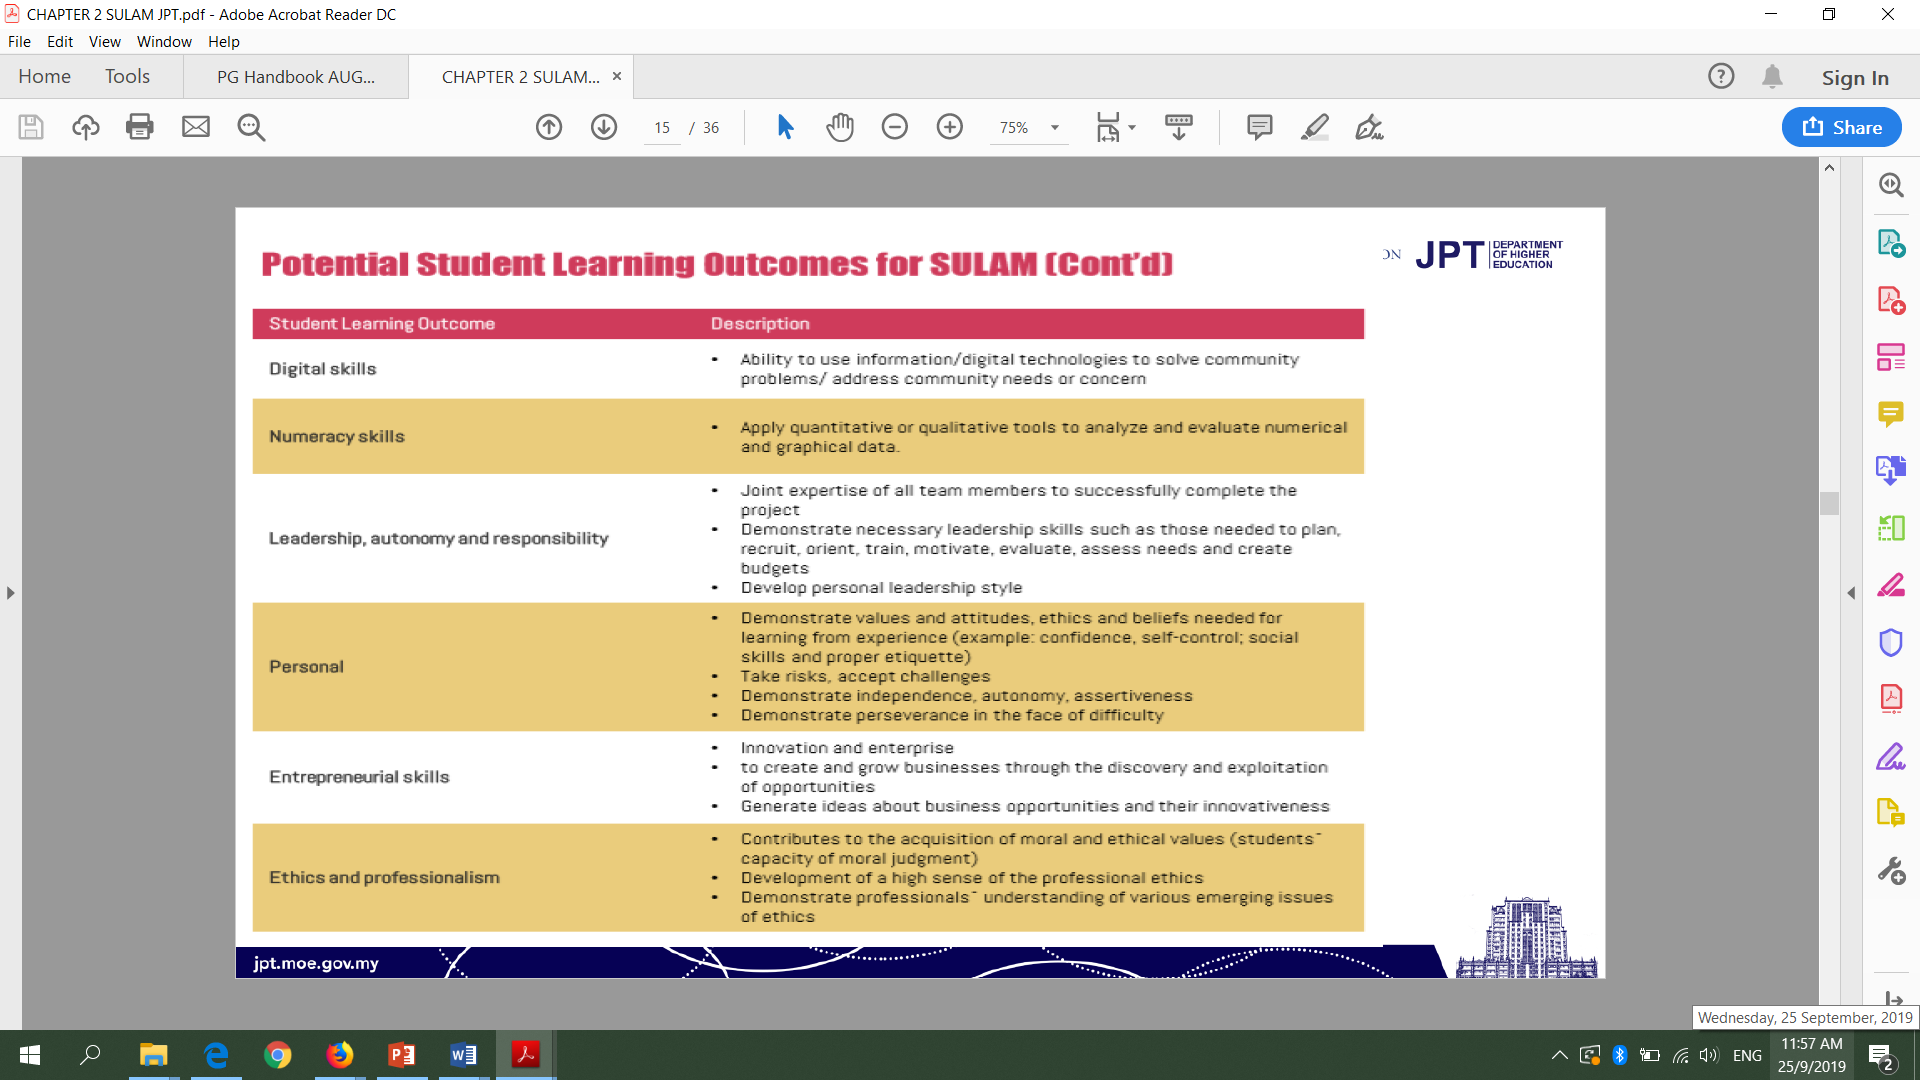 CHAPTER 2 SULAM JPT.pdf - Adobe Acrobat Reader DC
File Edit View Window Help
Home Tools PG Handbook AUG... CHAPTER 2 SULAM... × Sign In
15 / 36 75% Share
Potential Student Learning Outcomes for SULAM (Cont'd)
ON JPT DEPARTMENT
OF HIGHER
EDUCATION
Student Learning Outcome Description
Digital skills
• Ability to use information/digital technologies to solve community
problems/ address community needs or concern
Numeracy skills
• Apply quantitative or qualitative tools to analyze and evaluate numerical
and graphical data.
Leadership, autonomy and responsibility
• Joint expertise of all team members to successfully complete the
project
• Demonstrate necessary leadership skills such as those needed to plan,
recruit, orient, train, motivate, evaluate, assess needs and create
budgets
• Develop personal leadership style
Personal
• Demonstrate values and attitudes, ethics and beliefs needed for
learning from experience (example: confidence, self-control; social
skills and proper etiquette)
• Take risks, accept challenges
• Demonstrate independence, autonomy, assertiveness
• Demonstrate perseverance in the face of difficulty
Entrepreneurial skills
• Innovation and enterprise
• to create and grow businesses through the discovery and exploitation
of opportunities
• Generate ideas about business opportunities and their innovativeness
Ethics and professionalism
• Contributes to the acquisition of moral and ethical values (students¯
capacity of moral judgment)
• Development of a high sense of the professional ethics
• Demonstrate professionals¯ understanding of various emerging issues
of ethics
jpt.moe.gov.my
Wednesday, 25 September, 2019
ENG
11:57 AM
25/9/2019
2